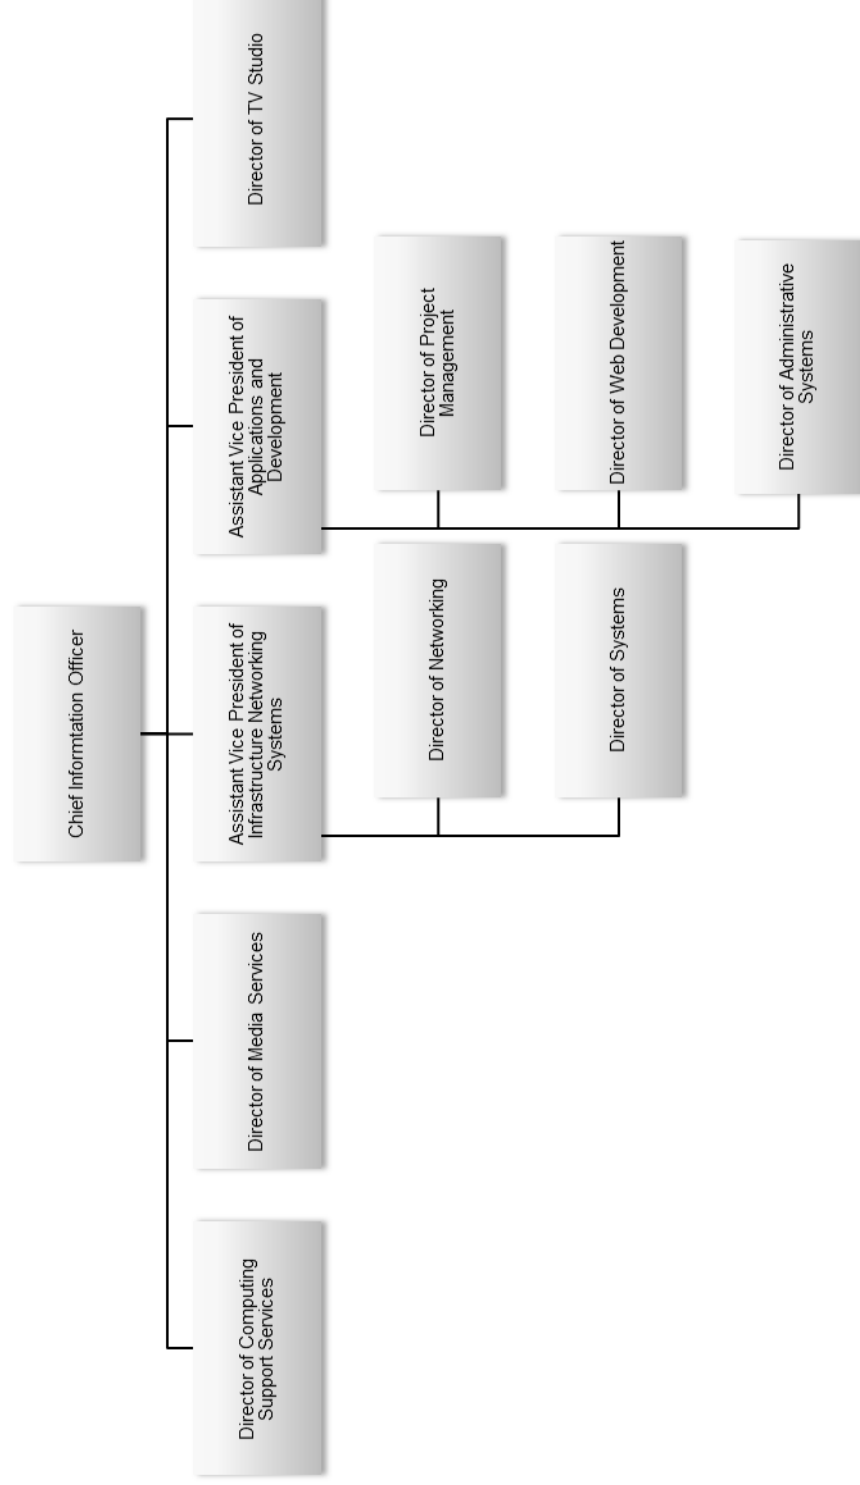 Chief Informtation Officer
Director of Computing
Support Services
Director of Media Services
Assistant Vice President of
Infrastructure Networking
Systems
Assistant Vice President of
Applications and
Development
Director of TV Studio
Director of Networking
Director of Systems
Director of Project
Management
Director of Web Development
Director of Administrative
Systems